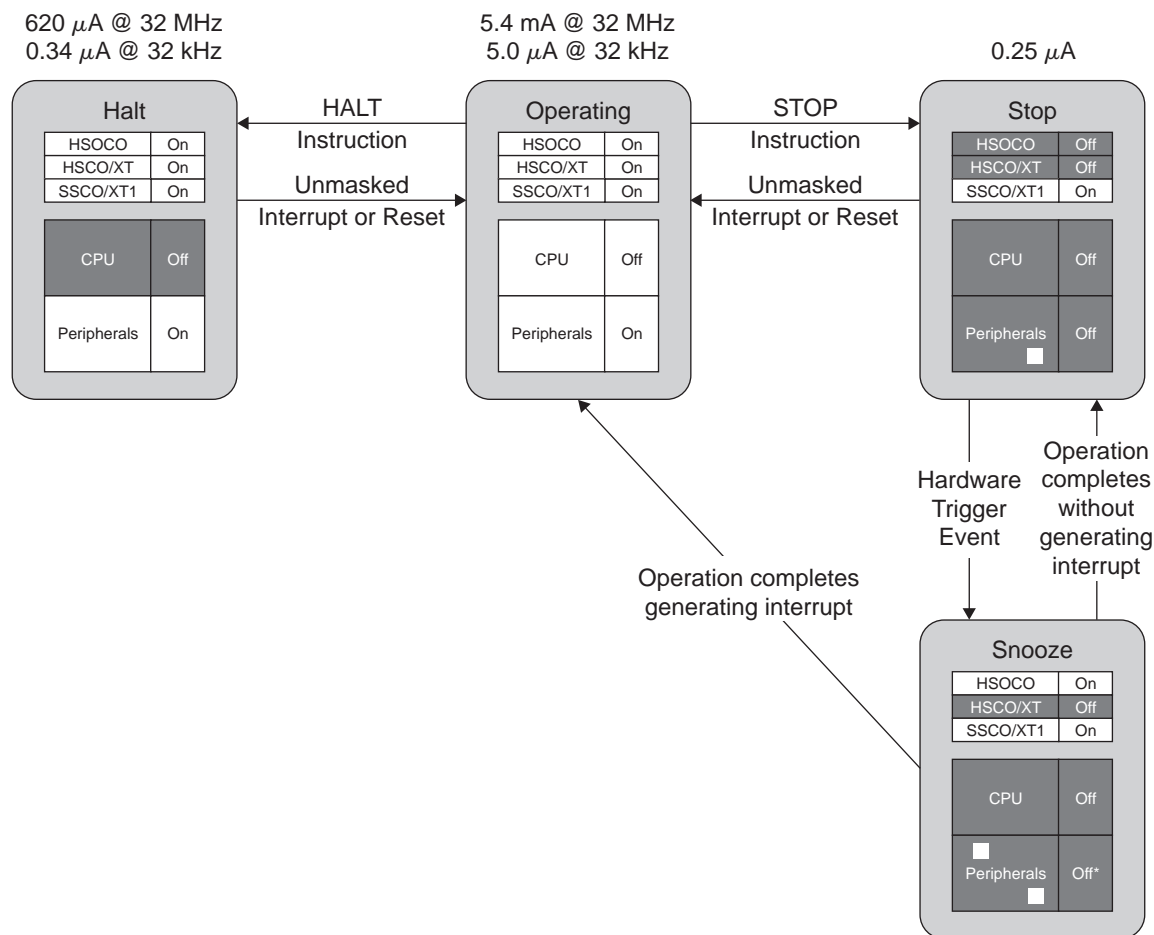 620 μA @ 32 MHz
0.34 μA @ 32 kHz
5.4 mA @ 32 MHz
5.0 μA @ 32 kHz
0.25 μA
Halt
HSOCO On
HSCO/XT On
SSCO/XT1 On
CPU Off
Peripherals On
HALT
Instruction
Unmasked
Interrupt or Reset
Operating
HSOCO On
HSCO/XT On
SSCO/XT1 On
CPU Off
Peripherals On
STOP
Instruction
Unmasked
Interrupt or Reset
Stop
HSOCO Off
HSCO/XT Off
SSCO/XT1 On
CPU Off
Peripherals Off
Hardware
Trigger
Event
Operation
completes
without
generating
interrupt
Operation completes
generating interrupt
Snooze
HSOCO On
HSCO/XT Off
SSCO/XT1 On
CPU Off
Peripherals Off*